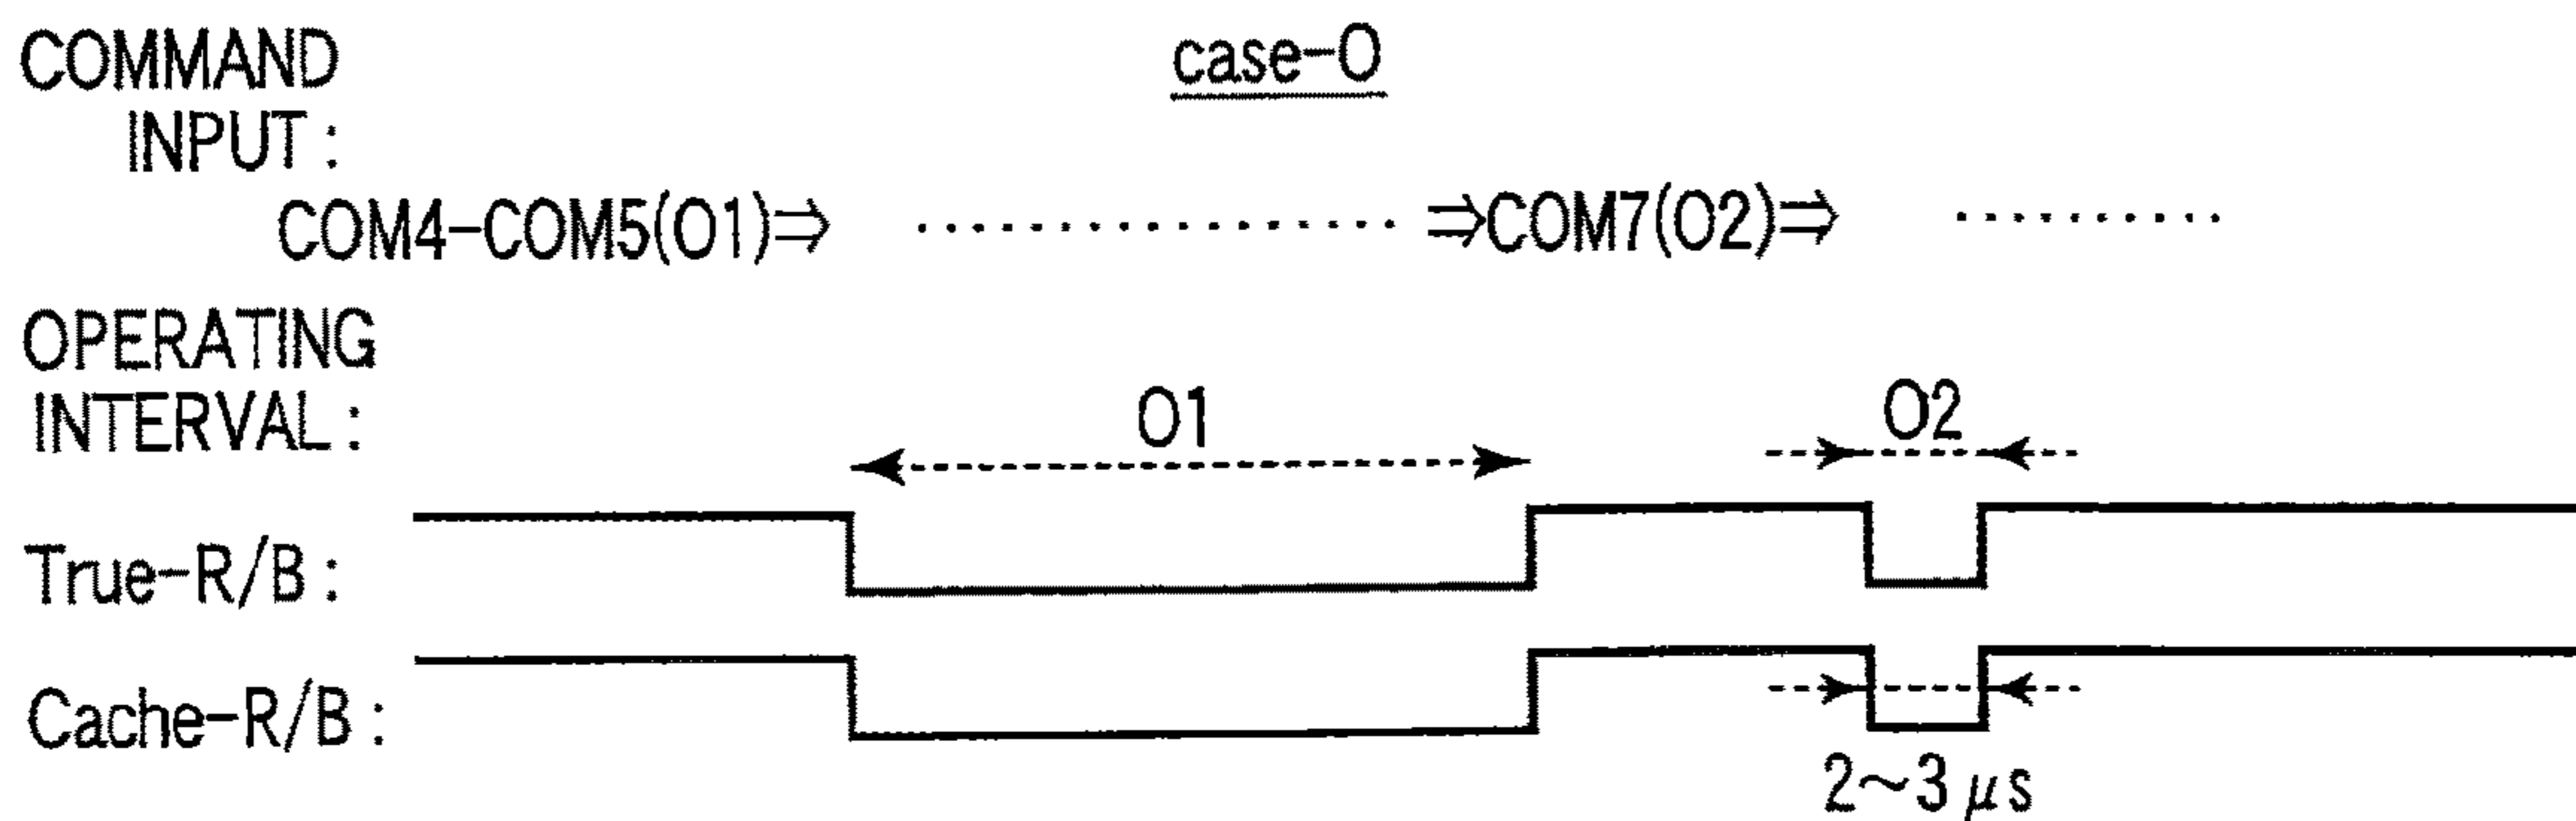 COMMAND
INPUT :
case-O
COM4-COM5(O1)⇒ ················· ⇒COM7(O2)⇒ ··········
OPERATING
INTERVAL :
O1
O2
True-R/B :
Cache-R/B :
2~3 μs